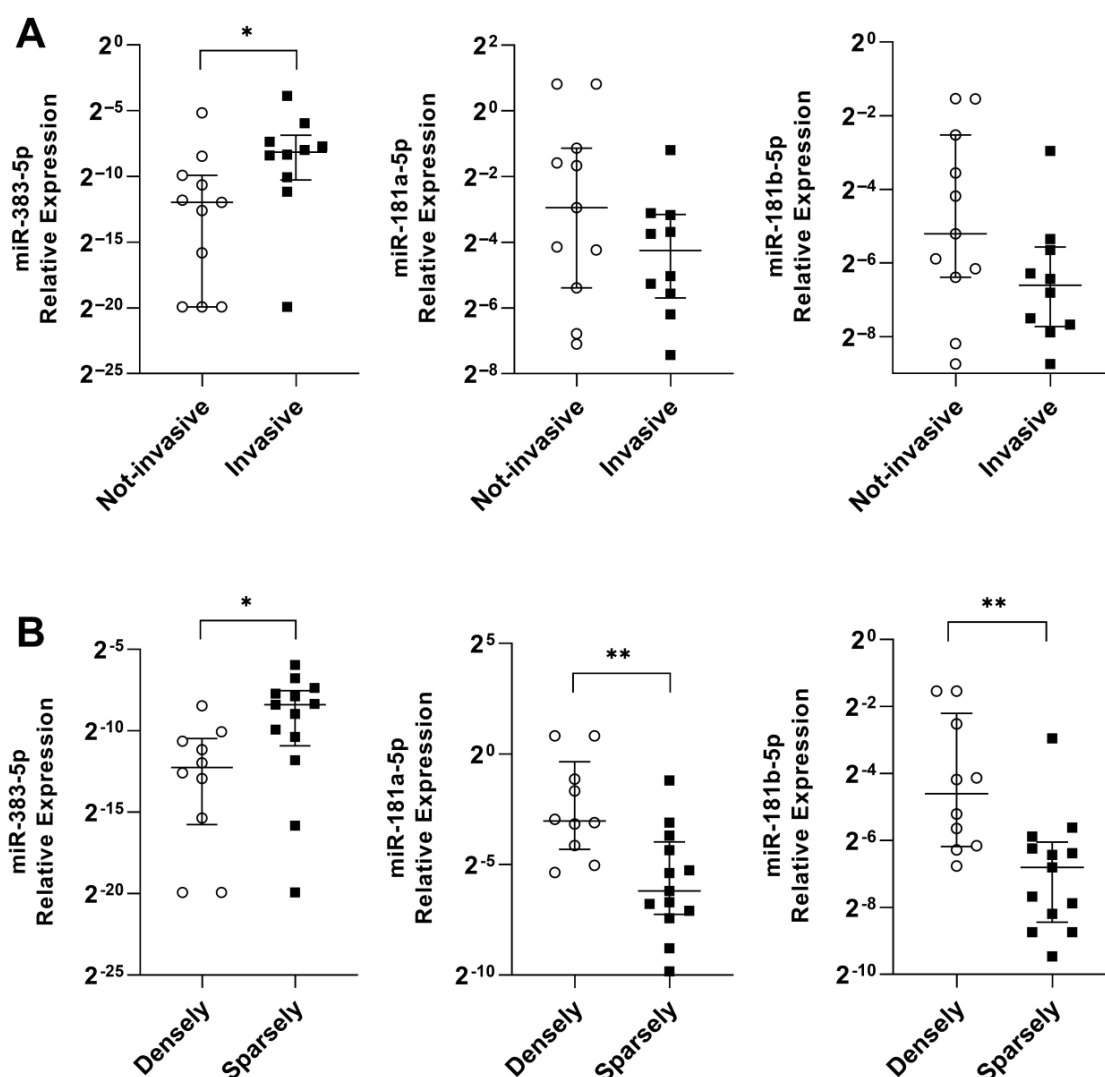 A
miR-383-5p
Relative Expression
2⁰
2⁻⁵
2⁻¹⁰
2⁻¹⁵
2⁻²⁰
2⁻²⁵
*
Not-invasive
Invasive
miR-181a-5p
Relative Expression
2²
2⁰
2⁻²
2⁻⁴
2⁻⁶
2⁻⁸
Not-invasive
Invasive
miR-181b-5p
Relative Expression
2⁰
2⁻²
2⁻⁴
2⁻⁶
2⁻⁸
Not-invasive
Invasive
B
miR-383-5p
Relative Expression
2⁻⁵
2⁻¹⁰
2⁻¹⁵
2⁻²⁰
2⁻²⁵
*
Densely
Sparsely
miR-181a-5p
Relative Expression
2⁵
2⁰
2⁻⁵
2⁻¹⁰
**
Densely
Sparsely
miR-181b-5p
Relative Expression
2⁰
2⁻²
2⁻⁴
2⁻⁶
2⁻⁸
2⁻¹⁰
**
Densely
Sparsely